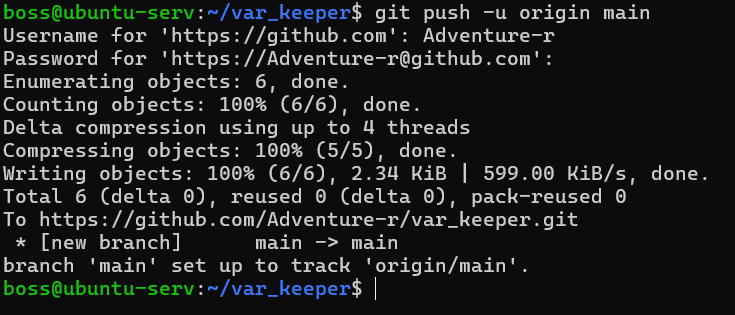 boss@ubuntu-serv:~/var_keeper$ git push -u origin main
Username for 'https://github.com': Adventure-r
Password for 'https://Adventure-r@github.com':
Enumerating objects: 6, done.
Counting objects: 100% (6/6), done.
Delta compression using up to 4 threads
Compressing objects: 100% (5/5), done.
Writing objects: 100% (6/6), 2.34 KiB | 599.00 KiB/s, done.
Total 6 (delta 0), reused 0 (delta 0), pack-reused 0
To https://github.com/Adventure-r/var_keeper.git
 * [new branch]      main -> main
branch 'main' set up to track 'origin/main'.
boss@ubuntu-serv:~/var_keeper$